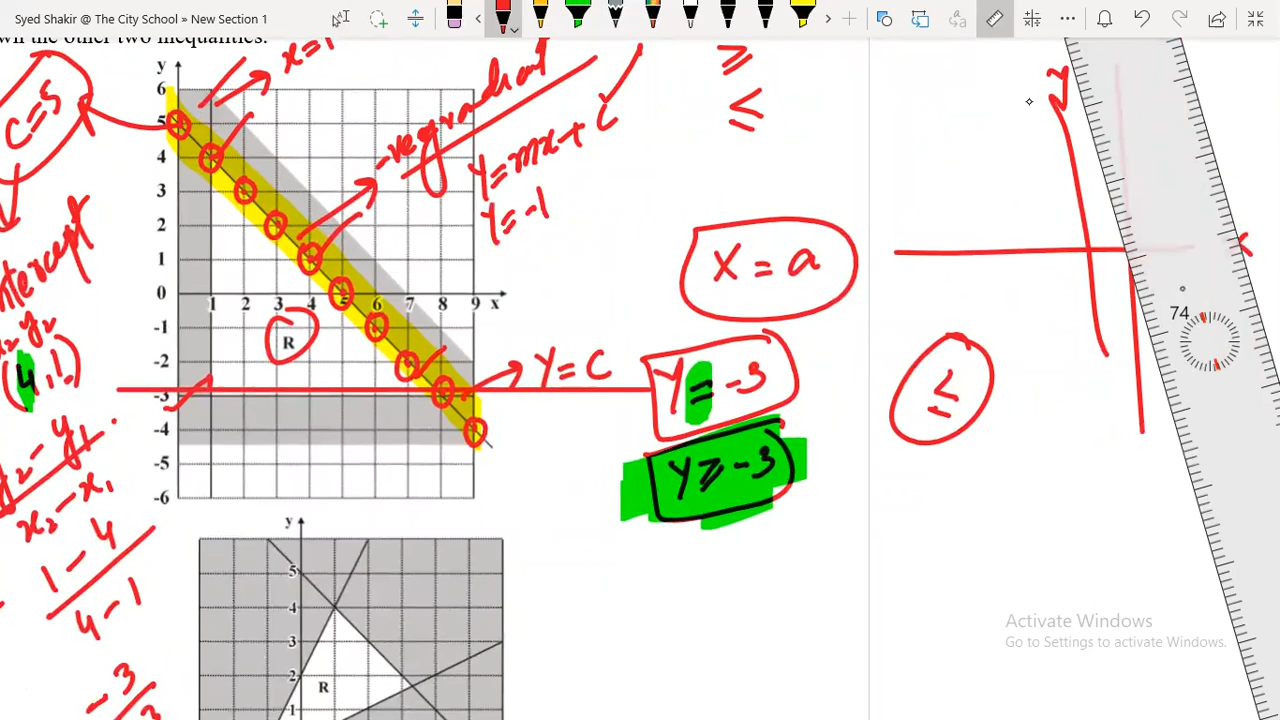 Syed Shakir @ The City School » New Section 1
wn the other two inequalities.
y
6
5
4
3
2
1
0
-1
-2
-3
-4
-5
-6
1 2 3 4 5 6 7 8 9 x
R
C=5
x=1
-ve gradient
y=mx+c
y=-1
≥
≤
x = a
y = c
y = -3
y ≥ -3
≤
y
x
74
(4,1)
y2 - y1
x2 - x1
1-4
4-1
-3
3
y
5
4
3
2
1
R
Activate Windows
Go to Settings to activate Windows.